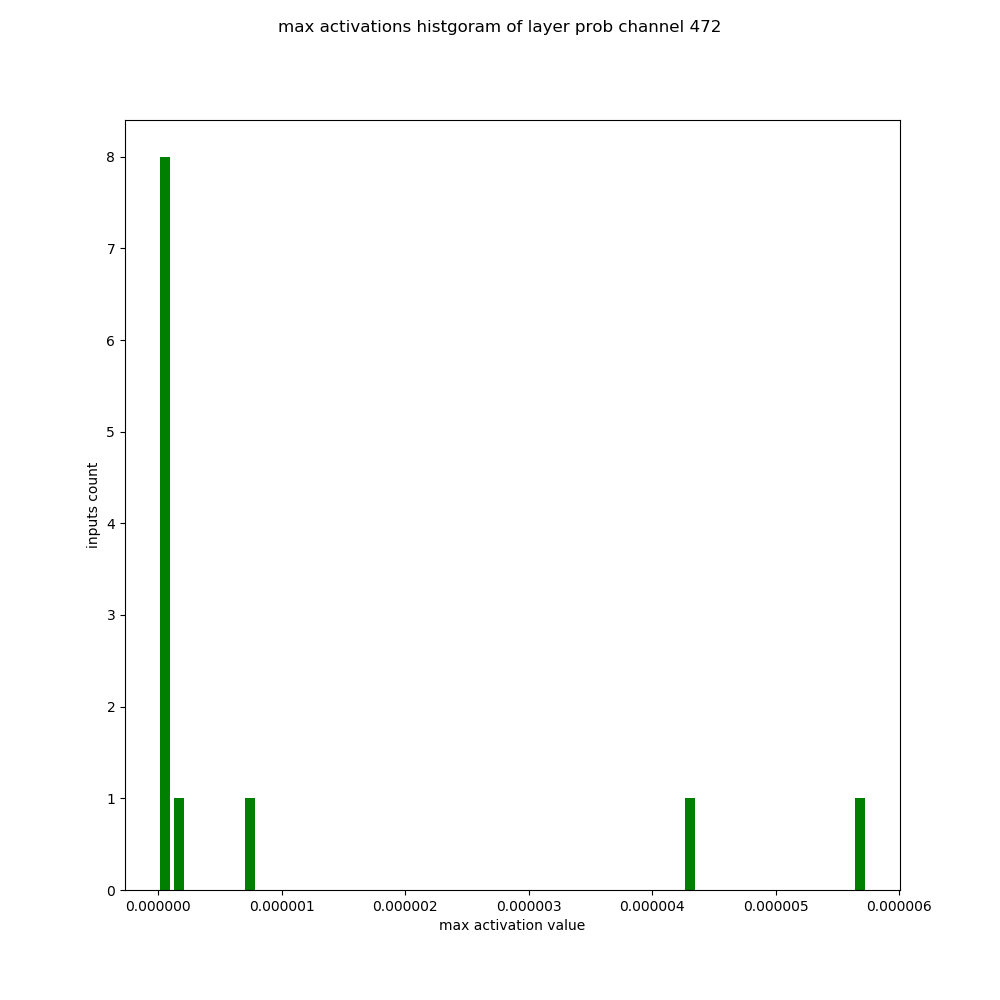 max activations histgoram of layer prob channel 472
8
7
6
5
4
3
2
1
0
inputs count
0.000000 0.000001 0.000002 0.000003 0.000004 0.000005 0.000006
max activation value